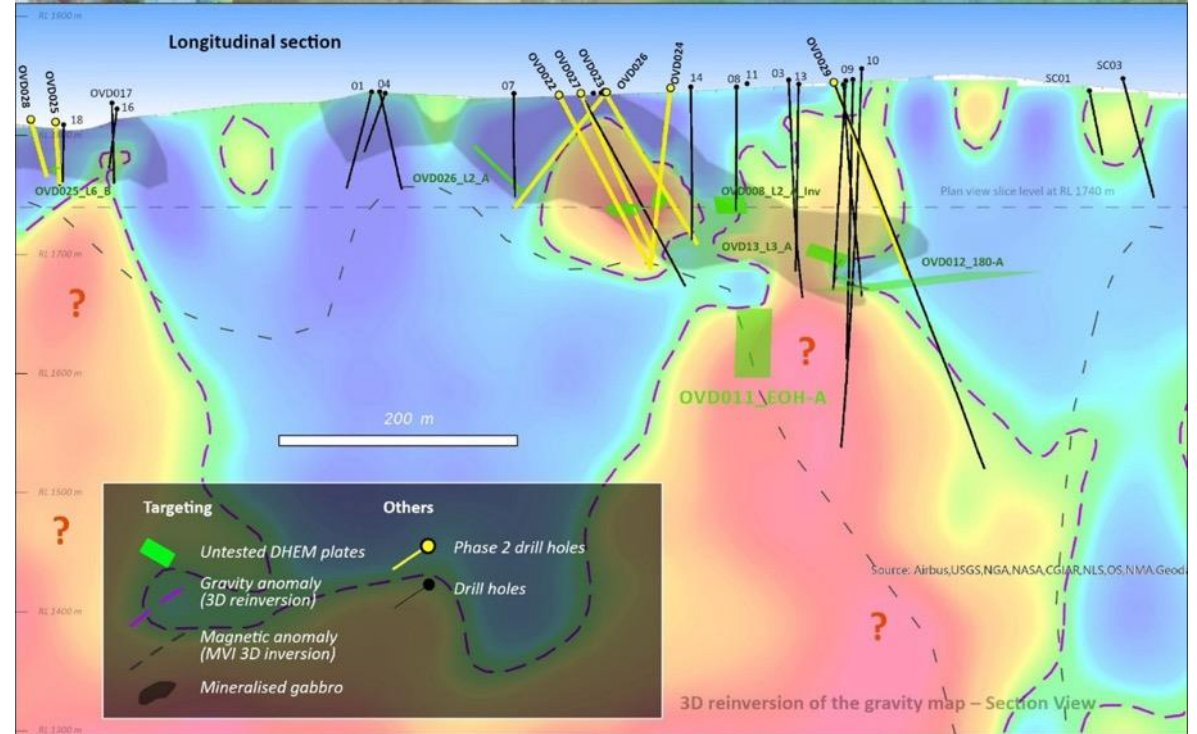 RL 1800 m
Longitudinal section
OVD028
OVD025
18
OVD017
16
01
04
07
OVD022
OVD027
OVD023
OVD026
OVD024
14
08
11
03
13
OVD029
09
10
SC01
SC03
OVD025_L6_B
OVD026_L2_A
OVD008_L2_A_Inv
Plan view slice level at RL 1740 m
OVD13_L3_A
OVD012_180-A
RL 1700 m
?
?
RL 1600 m
OVD011_EOH-A
200 m
RL 1500 m
?
Targeting
Others
Untested DHEM plates
Phase 2 drill holes
Gravity anomaly
(3D reinversion)
Drill holes
Magnetic anomaly
(MVI 3D inversion)
Mineralised gabbro
Source: Airbus,USGS,NGA,NASA,CGIAR,NLS,OS,NMA,Geoda
RL 1400 m
?
3D reinversion of the gravity map – Section View
RL 1300 m